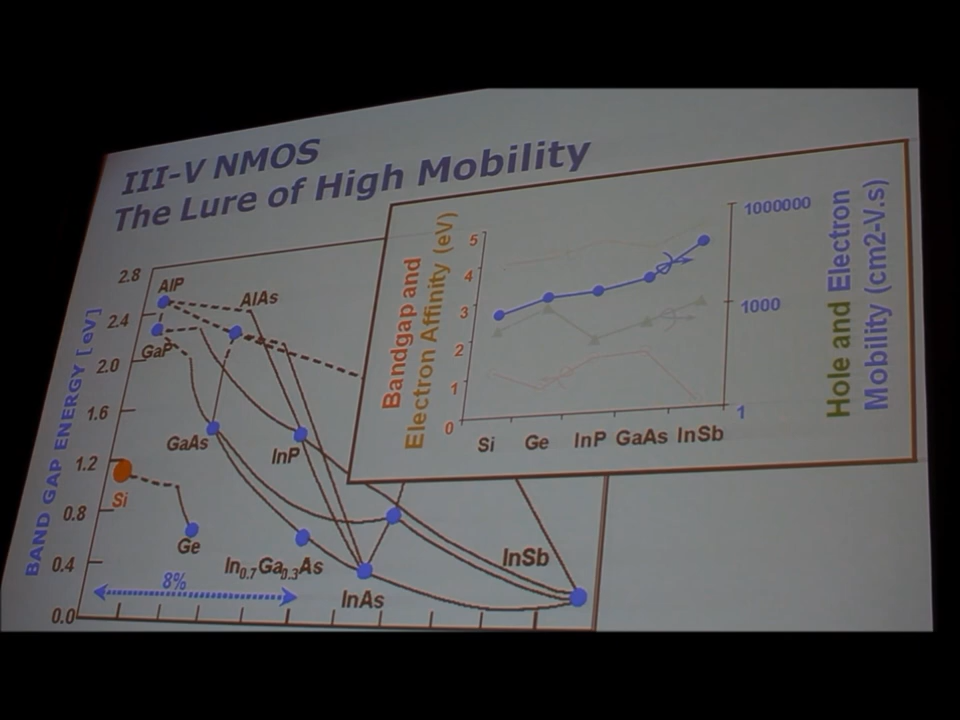 III-V NMOS
The Lure of High Mobility
BAND GAP ENERGY [eV]
2.8
2.4
2.0
1.6
1.2
0.8
0.4
0.0
AlP
AlAs
GaP
GaAs
InP
Si
Ge
In0.7Ga0.3As
InAs
InSb
8%
Bandgap and
Electron Affinity (eV)
5
4
3
2
1
0
Si Ge InP GaAs InSb
1000000
1000
1
Hole and Electron
Mobility (cm2-V.s)